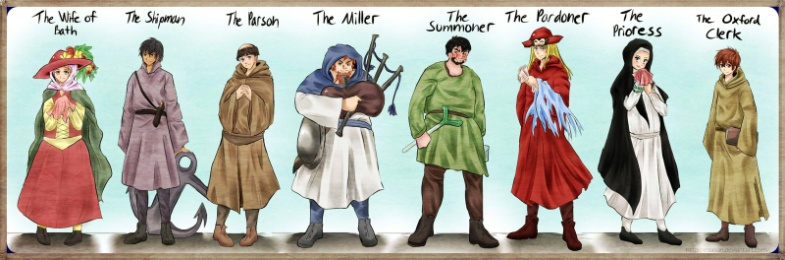 The Wife of
Bath
The Shipman
The Parson
The Miller
The
Summoner
The Pardoner
The
Prioress
The Oxford
Clerk